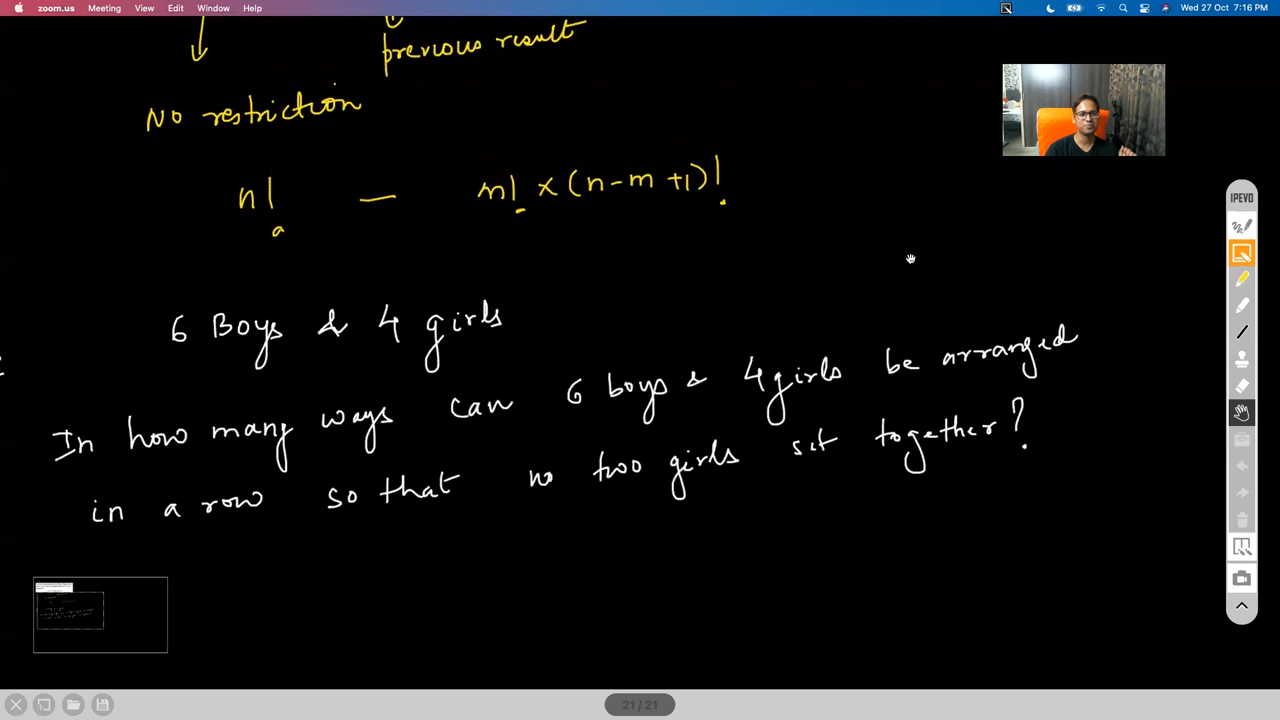 zoom.us Meeting View Edit Window Help Wed 27 Oct 7:16 PM
previous result
No restriction
n! — m! × (n-m+1)!
IPEVO
6 Boys & 4 girls
In how many ways can 6 boys & 4 girls be arranged
in a row so that no two girls sit together?
21 / 21